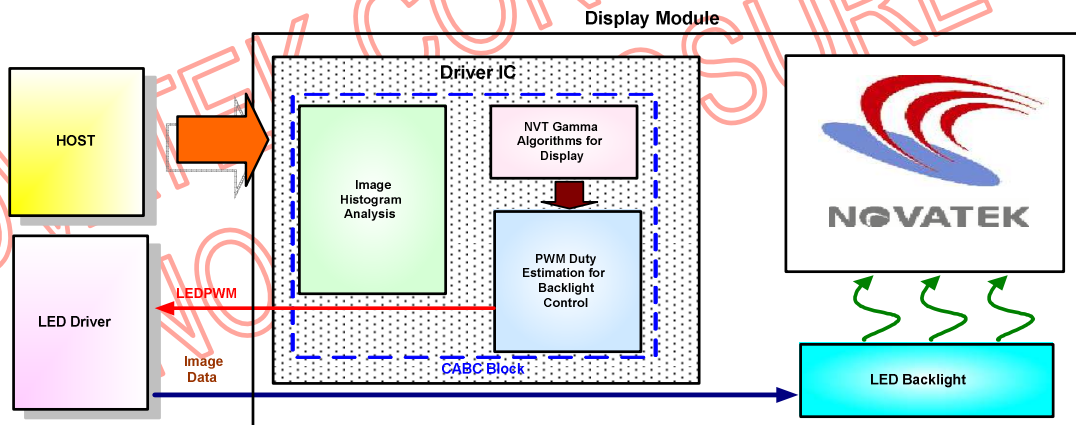 Display Module
Driver IC
HOST
NVT Gamma
Algorithms for
Display
Image
Histogram
Analysis
PWM Duty
Estimation for
Backlight
Control
NOVATEK
LEDPWM
LED Driver
Image
Data
CABC Block
LED Backlight